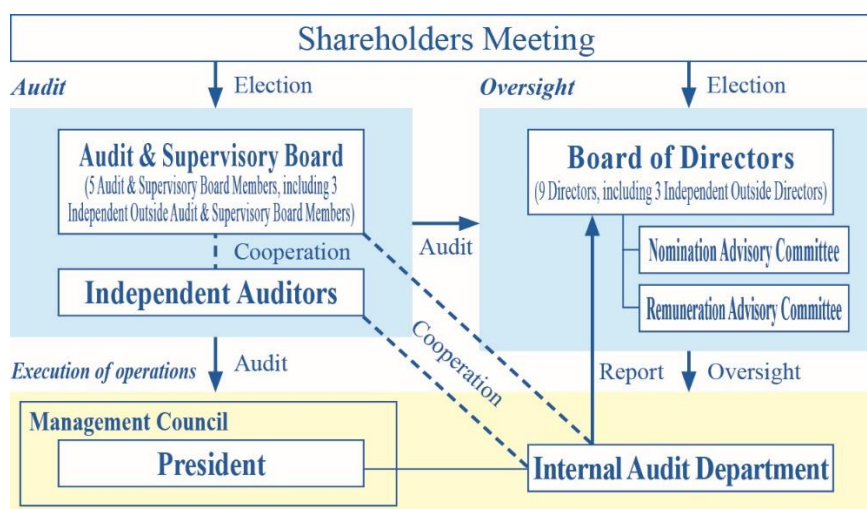 Shareholders Meeting
Audit
Election
Oversight
Election
Audit & Supervisory Board
(5 Audit & Supervisory Board Members, including 3
Independent Outside Audit & Supervisory Board Members)
Cooperation
Independent Auditors
Audit
Board of Directors
(9 Directors, including 3 Independent Outside Directors)
Nomination Advisory Committee
Remuneration Advisory Committee
Cooperation
Execution of operations
Audit
Report
Oversight
Management Council
President
Internal Audit Department